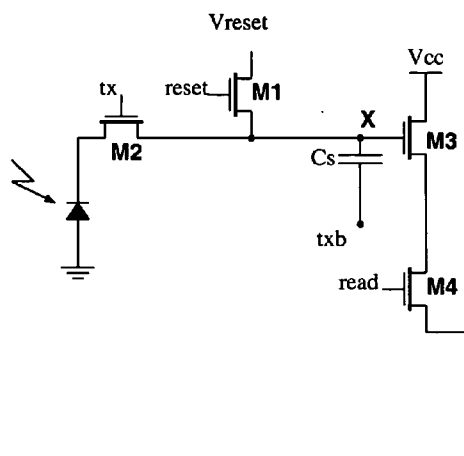 Vreset
Vcc
tx
reset
M1
X
M3
M2
Cs
txb
read
M4